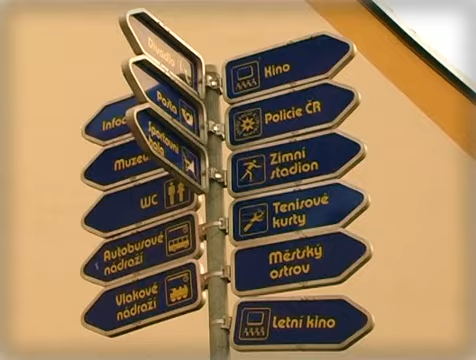 Divadlo
Pošta
Sportovní
hala
Muze
WC
Autobusové
nádraží
Vlakové
nádraží
Kino
Policie ČR
Zimní
stadion
Tenisové
kurty
Městský
ostrov
Letní kino